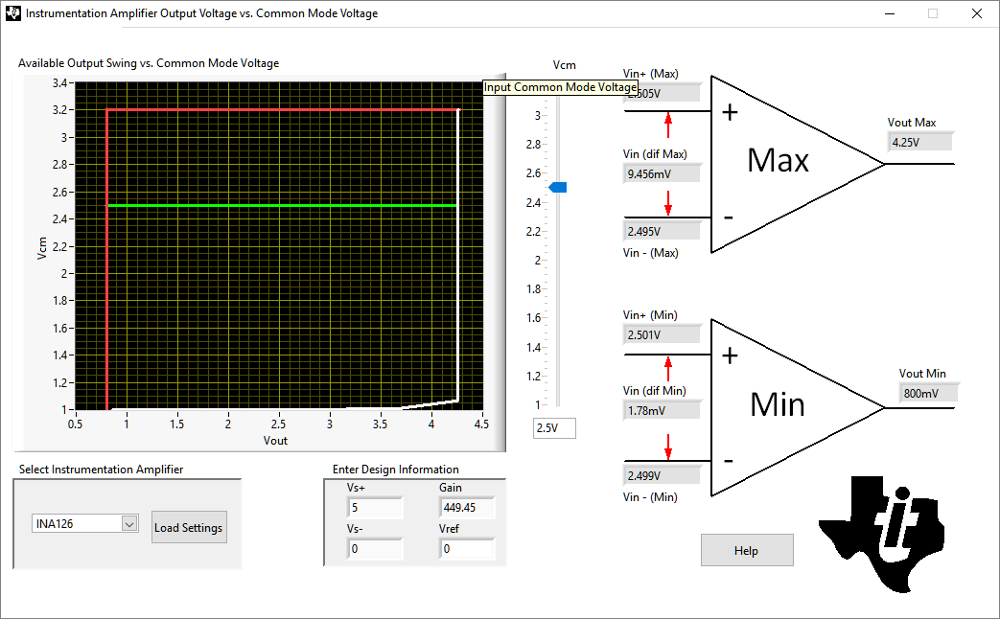 Instrumentation Amplifier Output Voltage vs. Common Mode Voltage
Available Output Swing vs. Common Mode Voltage
3.4
3.2
3
2.8
2.6
2.4
2.2
2
1.8
1.6
1.4
1.2
1
Vcm
0.5 1 1.5 2 2.5 3 3.5 4 4.5
Vout
Vcm
Input Common Mode Voltage
3
2.8
2.6
2.4
2.2
2
1.8
1.6
1.4
1.2
1
2.5V
Vin+ (Max)
2.505V
Vin (dif Max)
9.456mV
2.495V
Vin - (Max)
+
Max
-
Vout Max
4.25V
Vin+ (Min)
2.501V
Vin (dif Min)
1.78mV
2.499V
Vin - (Min)
+
Min
-
Vout Min
800mV
Select Instrumentation Amplifier
INA126
Load Settings
Enter Design Information
Vs+ Gain
5 449.45
Vs- Vref
0 0
Help
ti